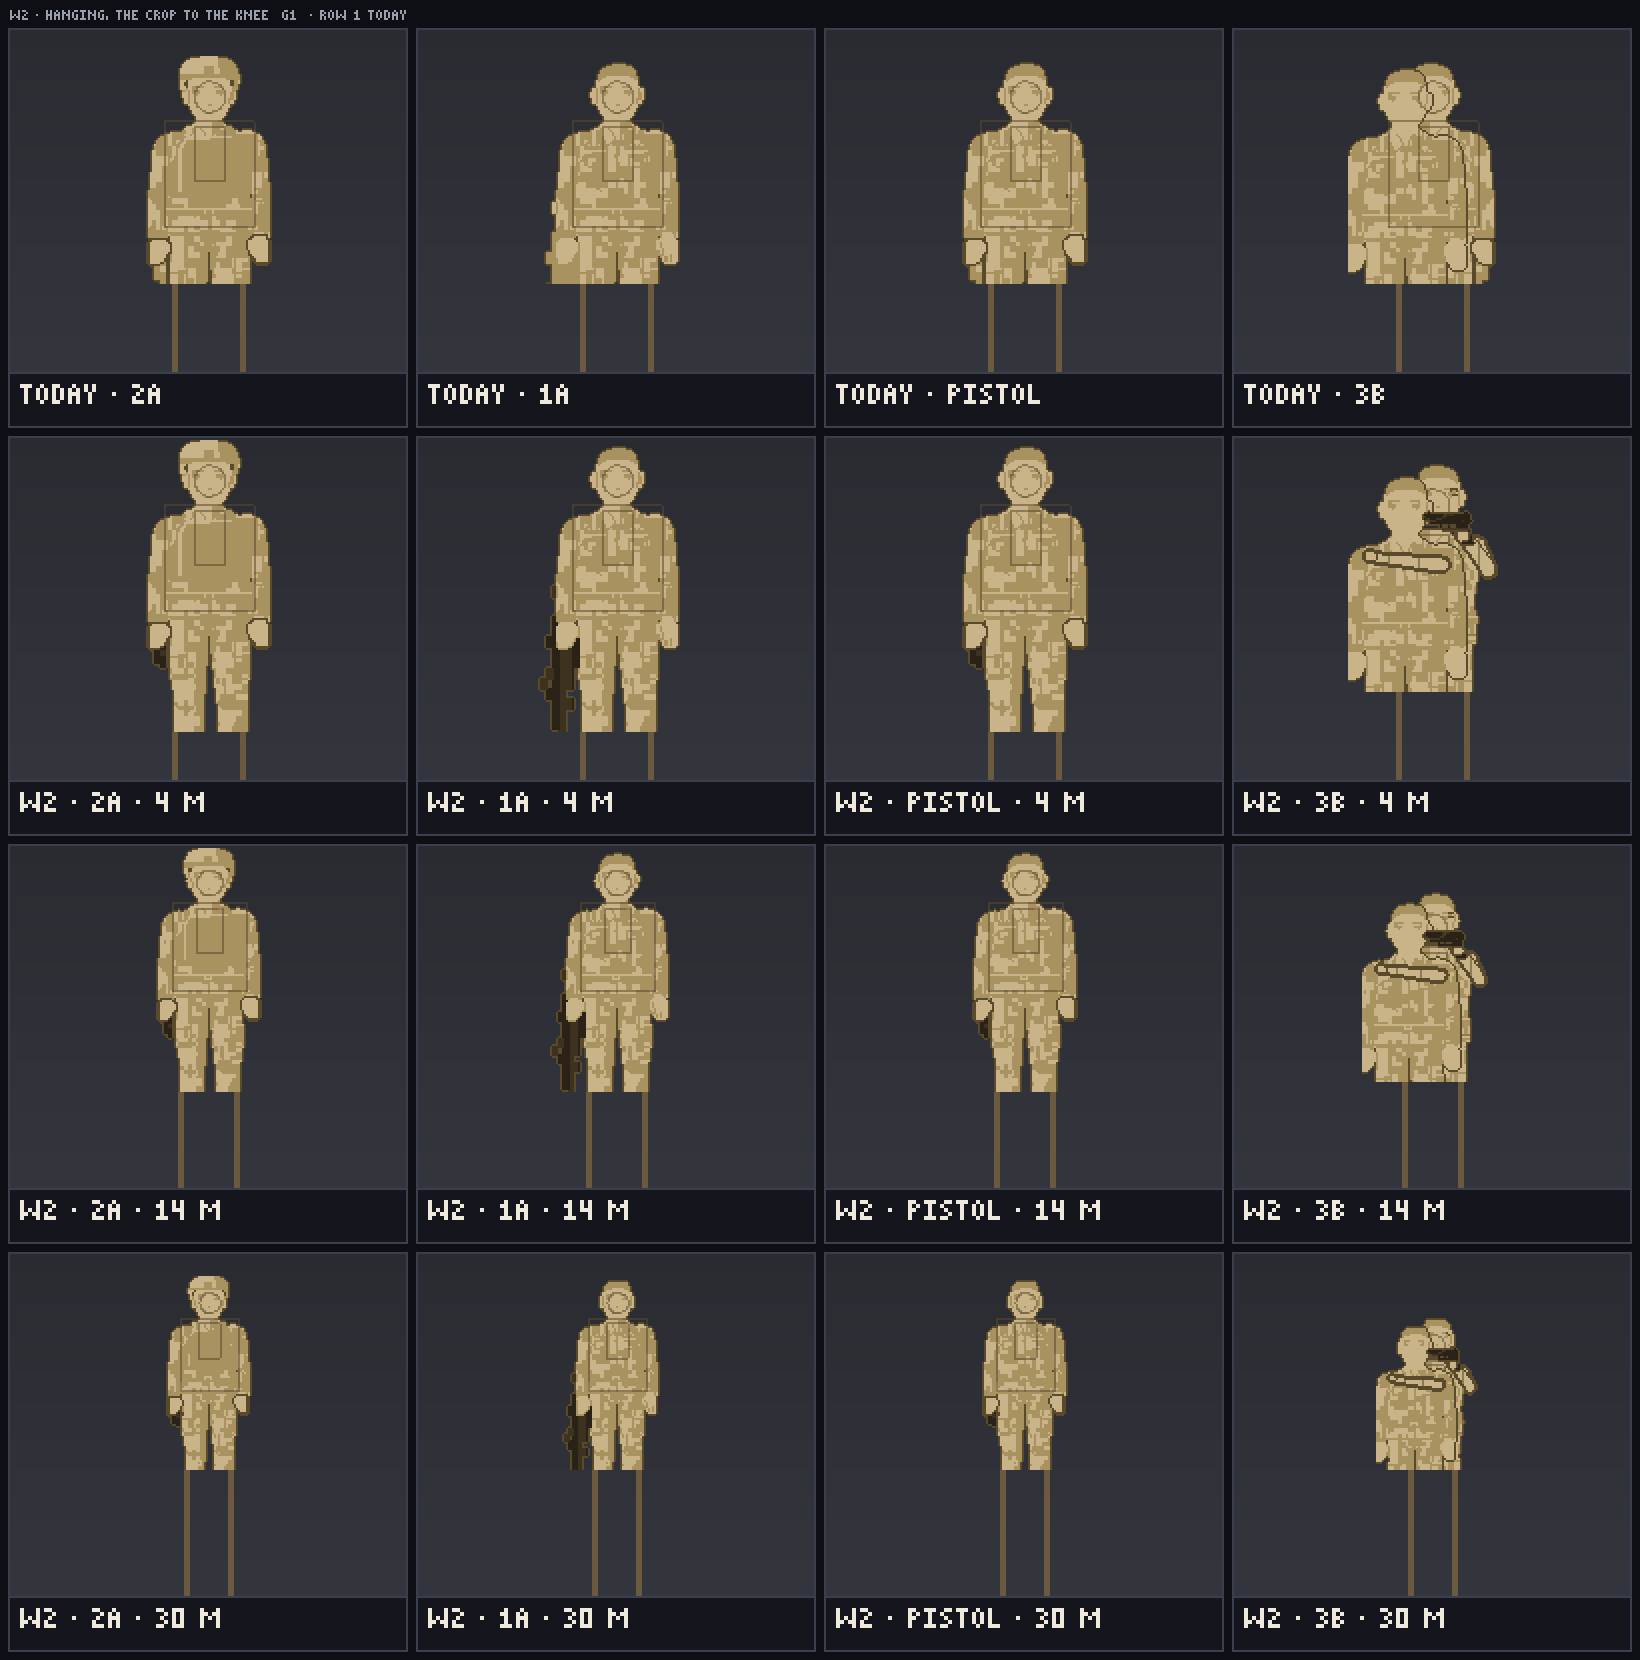 W2 · HANGING. THE CROP TO THE KNEE G1 · ROW 1 TODAY
TODAY · 2A
TODAY · 1A
TODAY · PISTOL
TODAY · 3B
W2 · 2A · 4 M
W2 · 1A · 4 M
W2 · PISTOL · 4 M
W2 · 3B · 4 M
W2 · 2A · 14 M
W2 · 1A · 14 M
W2 · PISTOL · 14 M
W2 · 3B · 14 M
W2 · 2A · 30 M
W2 · 1A · 30 M
W2 · PISTOL · 30 M
W2 · 3B · 30 M